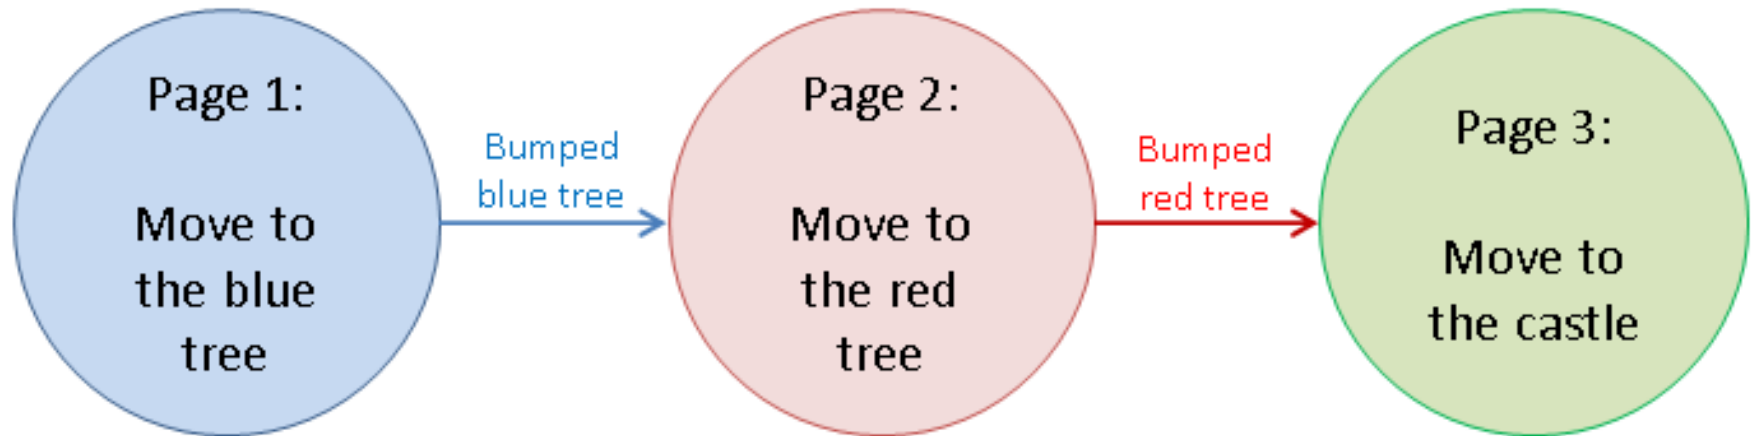 Page 1:
Move to
the blue
tree
Bumped
blue tree
Page 2:
Move to
the red
tree
Bumped
red tree
Page 3:
Move to
the castle